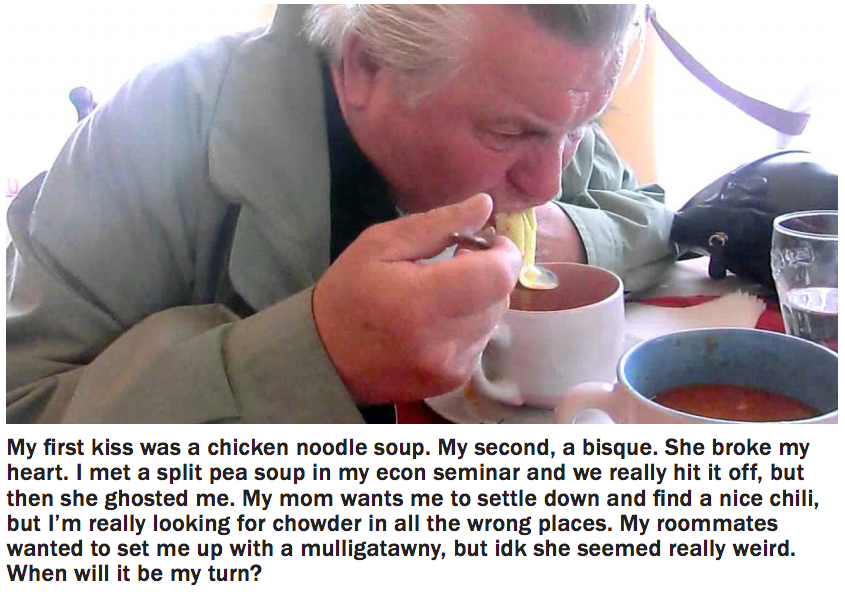 My first kiss was a chicken noodle soup. My second, a bisque. She broke my
heart. I met a split pea soup in my econ seminar and we really hit it off, but
then she ghosted me. My mom wants me to settle down and find a nice chili,
but I’m really looking for chowder in all the wrong places. My roommates
wanted to set me up with a mulligatawny, but idk she seemed really weird.
When will it be my turn?